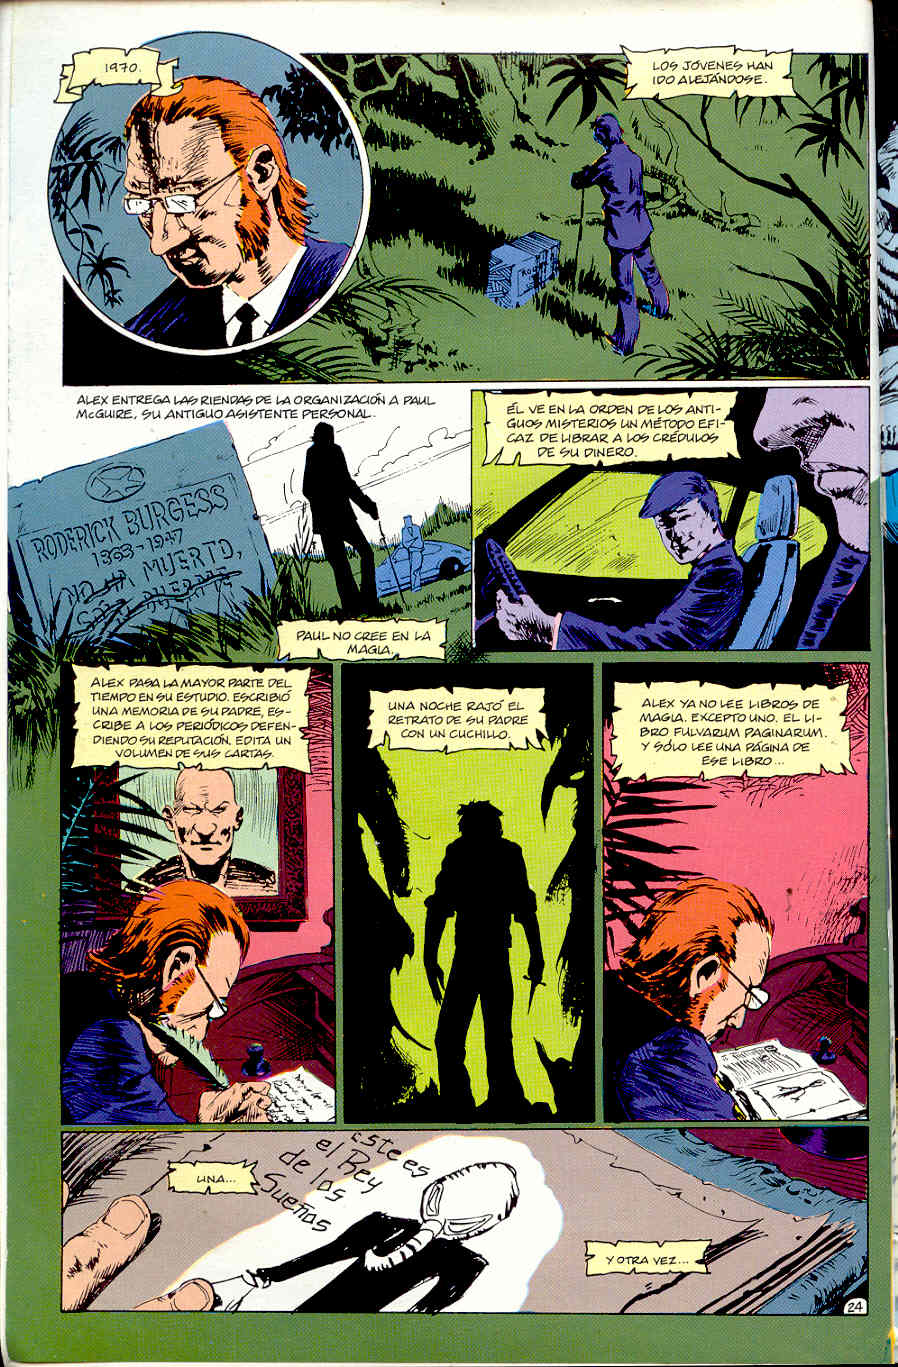 1970.
LOS JÓVENES HAN
IDO ALEJÁNDOSE.
ALEX ENTREGA LAS RIENDAS DE LA ORGANIZACIÓN A PAUL
McGUIRE, SU ANTIGUO ASISTENTE PERSONAL.
RODERICK BURGESS
1863-1947
NO HA MUERTO,
PAUL NO CREE EN LA
MAGIA.
ÉL VE EN LA ORDEN DE LOS ANTI-
GUOS MISTERIOS UN MÉTODO EFI
CAZ DE LIBRAR A LOS CRÉDULOS
DE SU DINERO.
ALEX PASA LA MAYOR PARTE DEL
TIEMPO EN SU ESTUDIO. ESCRIBIÓ
UNA MEMORIA DE SU PADRE, ES-
CRIBE A LOS PERIÓDICOS DEFEN-
DIENDO SU REPUTACIÓN. EDITA UN
VOLUMEN DE SUS CARTAS.
UNA NOCHE RAJÓ EL
RETRATO DE SU PADRE
CON UN CUCHILLO.
ALEX YA NO LEE LIBROS DE
MAGIA. EXCEPTO UNO. EL LI-
BRO FULVARUM PAGINARUM.
Y SÓLO LEE UNA PÁGINA DE
ESE LIBRO...
UNA...
Este es
el Rey
de los
Sueños
Y OTRA VEZ...
24